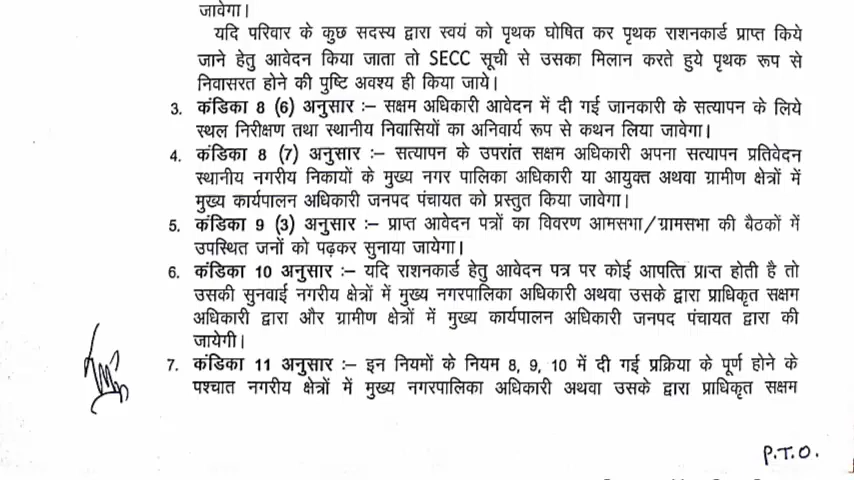 जावेगा।
यदि परिवार के कुछ सदस्य द्वारा स्वयं को पृथक घोषित कर पृथक राशनकार्ड प्राप्त किये
जाने हेतु आवेदन किया जाता तो SECC सूची से उसका मिलान करते हुये पृथक रूप से
निवासरत होने की पुष्टि अवश्य ही किया जाये।
3. कंडिका 8 (6) अनुसार :– सक्षम अधिकारी आवेदन में दी गई जानकारी के सत्यापन के लिये
स्थल निरीक्षण तथा स्थानीय निवासियों का अनिवार्य रूप से कथन लिया जावेगा।
4. कंडिका 8 (7) अनुसार :– सत्यापन के उपरांत सक्षम अधिकारी अपना सत्यापन प्रतिवेदन
स्थानीय नगरीय निकायों के मुख्य नगर पालिका अधिकारी या आयुक्त अथवा ग्रामीण क्षेत्रों में
मुख्य कार्यपालन अधिकारी जनपद पंचायत को प्रस्तुत किया जावेगा।
5. कंडिका 9 (3) अनुसार :– प्राप्त आवेदन पत्रों का विवरण आमसभा/ग्रामसभा की बैठकों में
उपस्थित जनों को पढ़कर सुनाया जायेगा।
6. कंडिका 10 अनुसार :– यदि राशनकार्ड हेतु आवेदन पत्र पर कोई आपत्ति प्राप्त होती है तो
उसकी सुनवाई नगरीय क्षेत्रों में मुख्य नगरपालिका अधिकारी अथवा उसके द्वारा प्राधिकृत सक्षम
अधिकारी द्वारा और ग्रामीण क्षेत्रों में मुख्य कार्यपालन अधिकारी जनपद पंचायत द्वारा की
जायेगी।
7. कंडिका 11 अनुसार :– इन नियमों के नियम 8, 9, 10 में दी गई प्रक्रिया के पूर्ण होने के
पश्चात नगरीय क्षेत्रों में मुख्य नगरपालिका अधिकारी अथवा उसके द्वारा प्राधिकृत सक्षम
P.T.O.